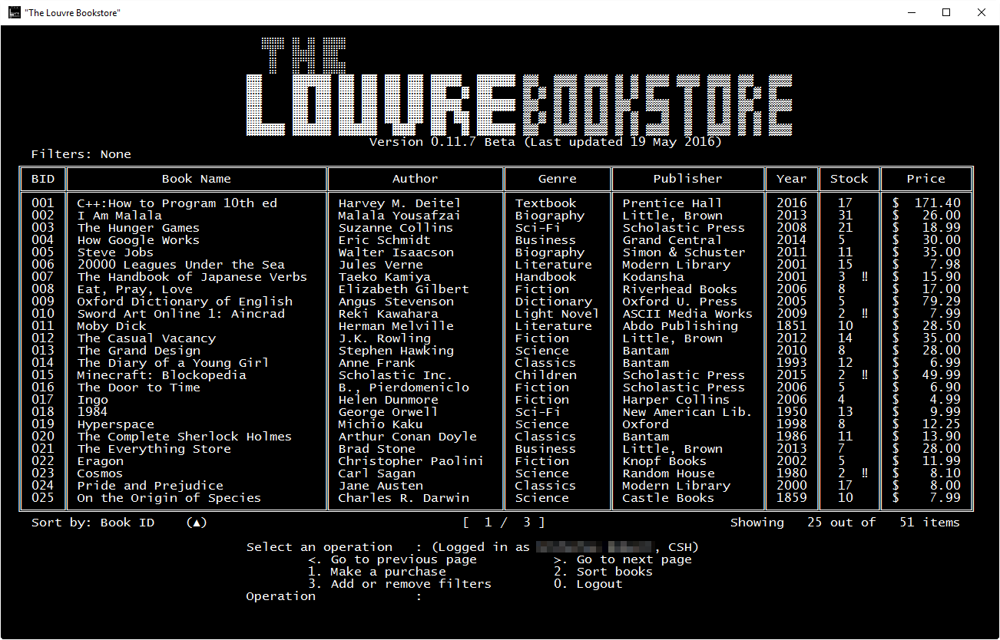 "The Louvre Bookstore"
THE
LOUVRE BOOKSTORE
Version 0.11.7 Beta (Last updated 19 May 2016)
Filters: None
BID Book Name Author Genre Publisher Year Stock Price
001 C++:How to Program 10th ed Harvey M. Deitel Textbook Prentice Hall 2016 17 $ 171.40
002 I Am Malala Malala Yousafzai Biography Little, Brown 2013 31 $ 26.00
003 The Hunger Games Suzanne Collins Sci-Fi Scholastic Press 2008 21 $ 18.99
004 How Google Works Eric Schmidt Business Grand Central 2014 5 $ 30.00
005 Steve Jobs Walter Isaacson Biography Simon & Schuster 2011 11 $ 35.00
006 20000 Leagues Under the Sea Jules Verne Literature Modern Library 2001 15 $ 7.98
007 The Handbook of Japanese Verbs Taeko Kamiya Handbook Kodansha 2001 3 ‼ $ 15.90
008 Eat, Pray, Love Elizabeth Gilbert Fiction Riverhead Books 2006 8 $ 17.00
009 Oxford Dictionary of English Angus Stevenson Dictionary Oxford U. Press 2005 5 $ 79.29
010 Sword Art Online 1: Aincrad Reki Kawahara Light Novel ASCII Media Works 2009 2 ‼ $ 7.99
011 Moby Dick Herman Melville Literature Abdo Publishing 1851 10 $ 28.50
012 The Casual Vacancy J.K. Rowling Fiction Little, Brown 2012 14 $ 35.00
013 The Grand Design Stephen Hawking Science Bantam 2010 8 $ 28.00
014 The Diary of a Young Girl Anne Frank Classics Bantam 1993 12 $ 6.99
015 Minecraft: Blockopedia Scholastic Inc. Children Scholastic Press 2015 2 ‼ $ 49.99
016 The Door to Time B., Pierdomeniclo Fiction Scholastic Press 2006 5 $ 6.90
017 Ingo Helen Dunmore Fiction Harper Collins 2006 4 $ 4.99
018 1984 George Orwell Sci-Fi New American Lib. 1950 13 $ 9.99
019 Hyperspace Michio Kaku Science Oxford 1998 8 $ 12.25
020 The Complete Sherlock Holmes Arthur Conan Doyle Classics Bantam 1986 11 $ 13.90
021 The Everything Store Brad Stone Business Little, Brown 2013 7 $ 28.00
022 Eragon Christopher Paolini Fiction Knopf Books 2002 5 $ 11.99
023 Cosmos Carl Sagan Science Random House 1980 2 ‼ $ 8.10
024 Pride and Prejudice Jane Austen Classics Modern Library 2000 17 $ 8.00
025 On the Origin of Species Charles R. Darwin Science Castle Books 1859 10 $ 7.99
Sort by: Book ID (▲) [ 1 / 3 ] Showing 25 out of 51 items
Select an operation : (Logged in as , CSH)
<. Go to previous page >. Go to next page
1. Make a purchase 2. Sort books
3. Add or remove filters 0. Logout
Operation :